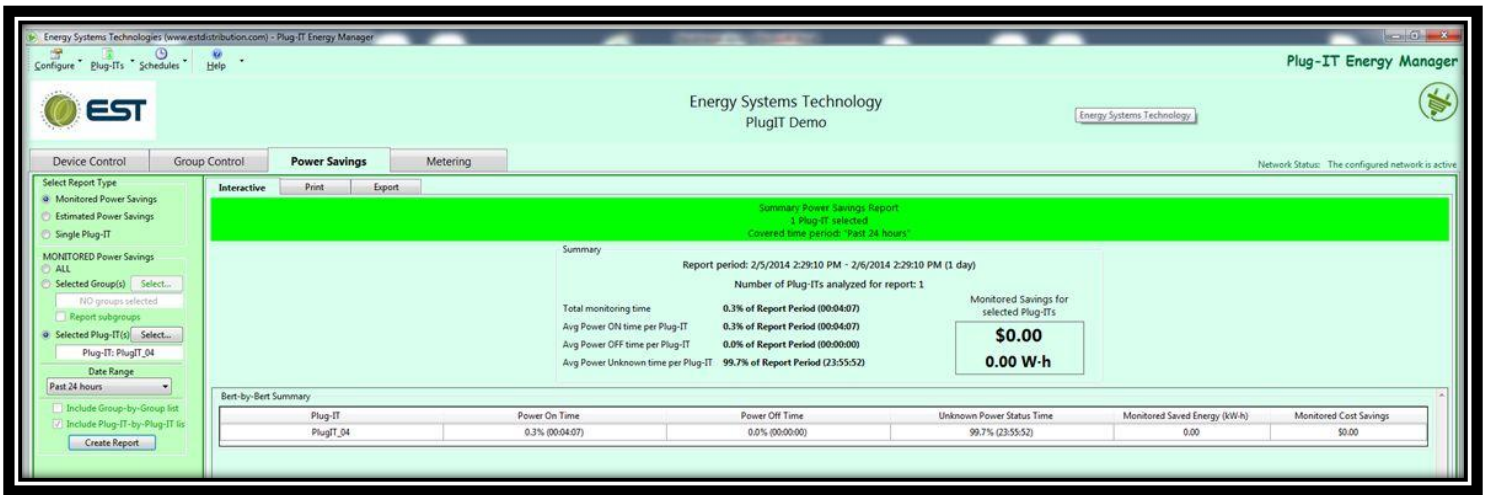 Energy Systems Technologies (www.estdistribution.com) - Plug-IT Energy Manager
Configure Plug-ITs Schedules Help
Plug-IT Energy Manager
EST
Energy Systems Technology
PlugIT Demo
Energy Systems Technology
Device Control Group Control Power Savings Metering
Network Status: The configured network is active
Select Report Type
Monitored Power Savings
Estimated Power Savings
Single Plug-IT
MONITORED Power Savings
ALL
Selected Group(s) Select...
NO groups selected
Report subgroups
Selected Plug-IT(s) Select...
Plug-It: PlugIT_04
Date Range
Past 24 hours
Include Group-by-Group list
Include Plug-IT-by-Plug-IT lis
Create Report
Interactive Print Export
Summary Power Savings Report
1 Plug-IT selected
Covered time period: "Past 24 hours"
Summary
Report period: 2/5/2014 2:29:10 PM - 2/6/2014 2:29:10 PM (1 day)
Number of Plug-ITs analyzed for report: 1
Total monitoring time 0.3% of Report Period (00:04:07)
Avg Power ON time per Plug-IT 0.3% of Report Period (00:04:07)
Avg Power OFF time per Plug-IT 0.0% of Report Period (00:00:00)
Avg Power Unknown time per Plug-IT 99.7% of Report Period (23:55:52)
Monitored Savings for
selected Plug-ITs
$0.00
0.00 W·h
Bert-by-Bert Summary
Plug-IT Power On Time Power Off Time Unknown Power Status Time Monitored Saved Energy (kW·h) Monitored Cost Savings
PlugIT_04 0.3% (00:04:07) 0.0% (00:00:00) 99.7% (23:55:52) 0.00 $0.00